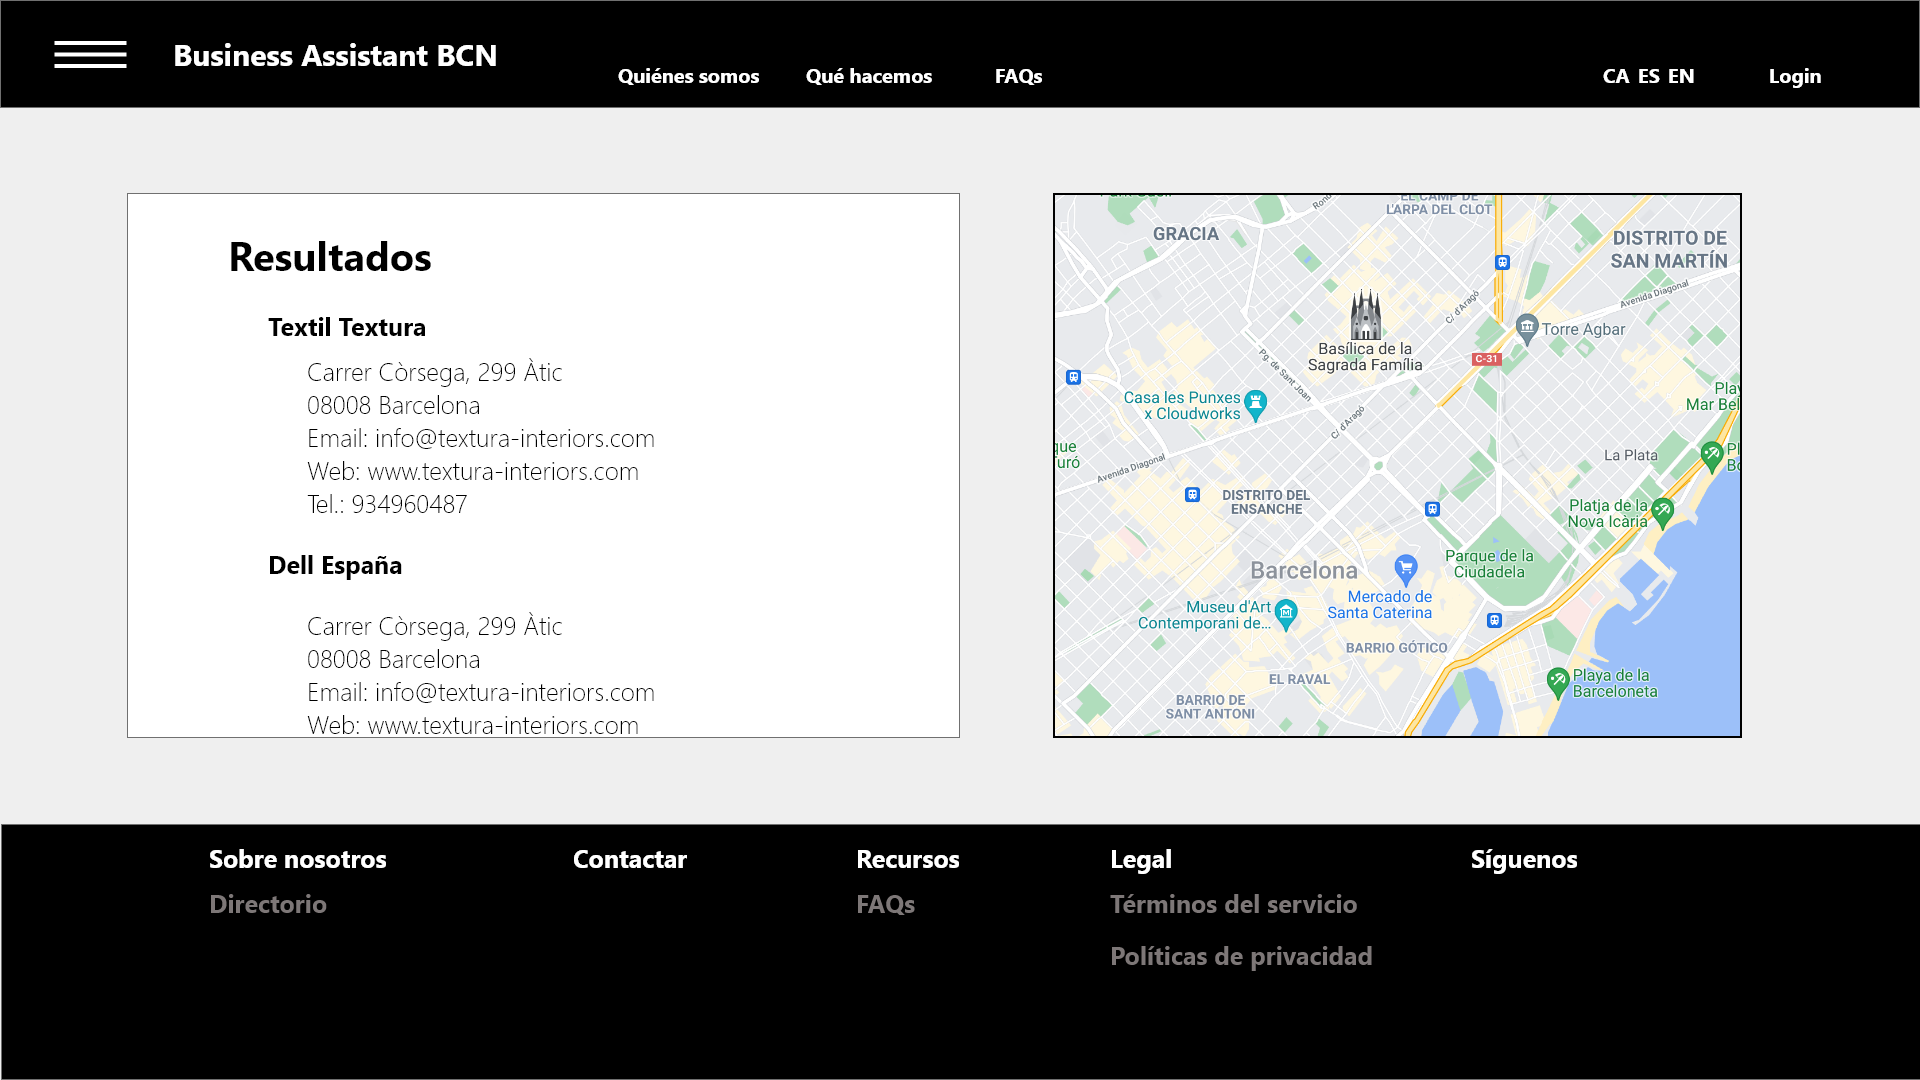 Business Assistant BCN
Quiénes somos
Qué hacemos
FAQs
CA ES EN
Login
Resultados
Textil Textura
Carrer Còrsega, 299 Àtic
08008 Barcelona
Email: info@textura-interiors.com
Web: www.textura-interiors.com
Tel.: 934960487
Dell España
Carrer Còrsega, 299 Àtic
08008 Barcelona
Email: info@textura-interiors.com
Web: www.textura-interiors.com
EL CAMP DE
L'ARPA DEL CLOT
GRACIA
DISTRITO DE
SAN MARTÍN
Avenida Diagonal
C/ d'Aragó
Torre Agbar
Basílica de la
Sagrada Família
C-31
Pg. de Sant Joan
Casa les Punxes
x Cloudworks
C/ d'Aragó
Mar Bel
La Plata
Avenida Diagonal
DISTRITO DEL
ENSANCHE
Platja de la
Nova Icària
Parque de la
Ciudadela
Barcelona
Mercado de
Santa Caterina
Museu d'Art
Contemporani de...
BARRIO GÓTICO
EL RAVAL
Playa de la
Barceloneta
BARRIO DE
SANT ANTONI
Sobre nosotros
Directorio
Contactar
Recursos
FAQs
Legal
Términos del servicio
Políticas de privacidad
Síguenos